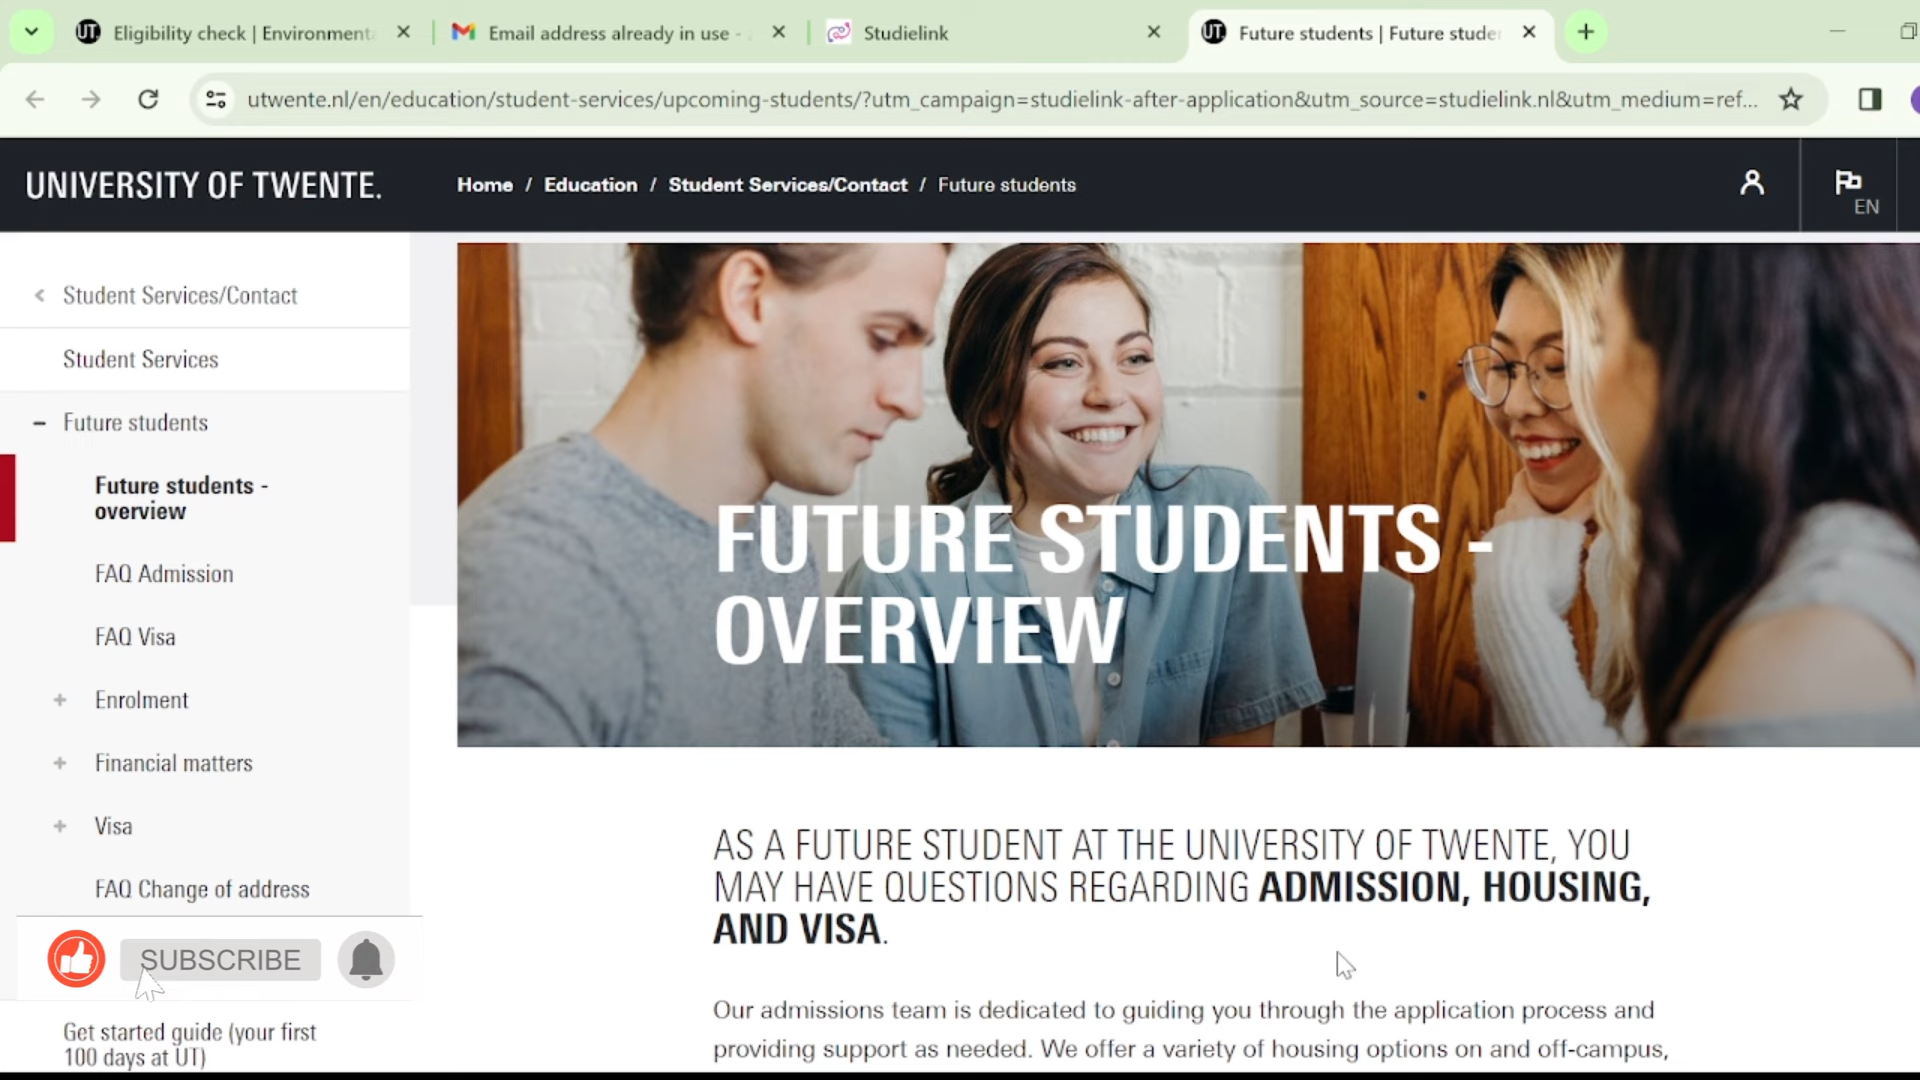 Eligibility check | Environment
Email address already in use -
Studielink
Future students | Future studen
utwente.nl/en/education/student-services/upcoming-students/?utm_campaign=studielink-after-application&utm_source=studielink.nl&utm_medium=ref...
UNIVERSITY OF TWENTE.
Home / Education / Student Services/Contact / Future students
EN
Student Services/Contact
Student Services
Future students
Future students -
overview
FAQ Admission
FAQ Visa
Enrolment
Financial matters
Visa
FAQ Change of address
SUBSCRIBE
Get started guide (your first
100 days at UT)
FUTURE STUDENTS -
OVERVIEW
AS A FUTURE STUDENT AT THE UNIVERSITY OF TWENTE, YOU
MAY HAVE QUESTIONS REGARDING ADMISSION, HOUSING,
AND VISA.
Our admissions team is dedicated to guiding you through the application process and
providing support as needed. We offer a variety of housing options on and off-campus,